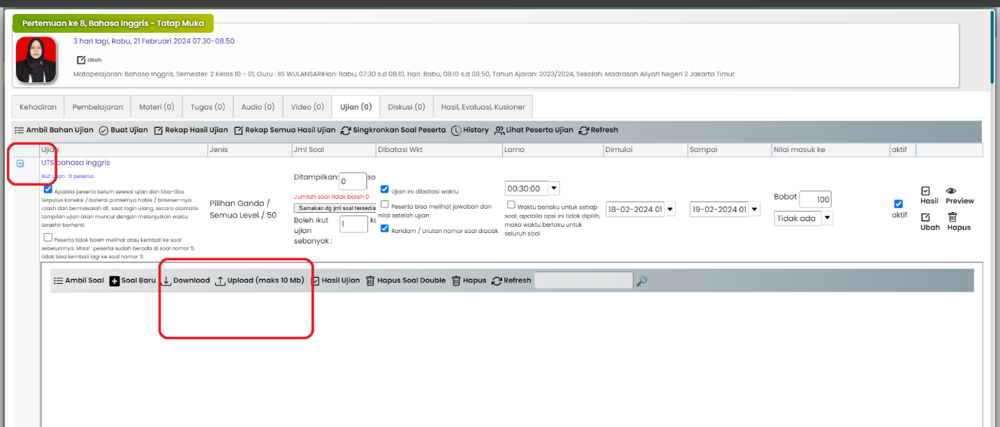 Pertemuan ke 8, Bahasa Inggris - Tatap Muka
3 hari lagi, Rabu, 21 Februari 2024 07.30-08.50
Ubah
Matapelajaran: Bahasa Inggris, Semester: 2 Kelas 10 - 01, Guru : IIS WULANSARIHari: Rabu, 07:30 s.d 08:10, Hari: Rabu, 08:10 s.d 08:50, Tahun Ajaran: 2023/2024, Sekolah: Madrasah Aliyah Negeri 2 Jakarta Timur
Kehadiran Pembelajaran Materi (0) Tugas (0) Audio (0) Video (0) Ujian (0) Diskusi (0) Hasil, Evaluasi, Kusioner
Ambil Bahan Ujian Buat Ujian Rekap Hasil Ujian Rekap Semua Hasil Ujian Singkronkan Soal Peserta History Lihat Peserta Ujian Refresh
Ujian Jenis Jml Soal Dibatasi Wkt Lama Dimulai Sampai Nilai masuk ke aktif
UTS bahasa inggris
Ikut Ujian : 0 peserta
Apabila peserta belum selesai ujian dan tiba-tiba
terputus koneksi / baterai ponselnya habis / browser-nya
crash dan bermasalah dll, saat login ulang, secara otomatis
tampilan ujian akan muncul dengan melanjutkan waktu
terakhir berhenti.
Peserta tidak boleh melihat atau kembali ke soal
sebelumnya. Misal : peserta sudah berada di soal nomor 5,
tidak bisa kembali lagi ke soal nomor 3.
Pilihan Ganda /
Semua Level / 50
Ditampilkan: 0 so
Jumlah soal tidak boleh 0
Samakan dg jml soal tersedia
Boleh ikut
ujian
sebanyak :
1 
Ujian ini dibatasi waktu
Peserta bisa melihat jawaban dan
nilai setelah ujian
Random / Urutan nomor soal diacak
00:30:00
Waktu berlaku untuk setiap
soal, apabila opsi ini tidak dipilih,
maka waktu berlaku untuk
seluruh soal
18-02-2024 01
19-02-2024 01
Bobot 100
Tidak ada
aktif
Hasil Preview
Ubah Hapus
Ambil Soal Soal Baru Download Upload (maks 10 Mb) Hasil Ujian Hapus Soal Double Hapus Refresh